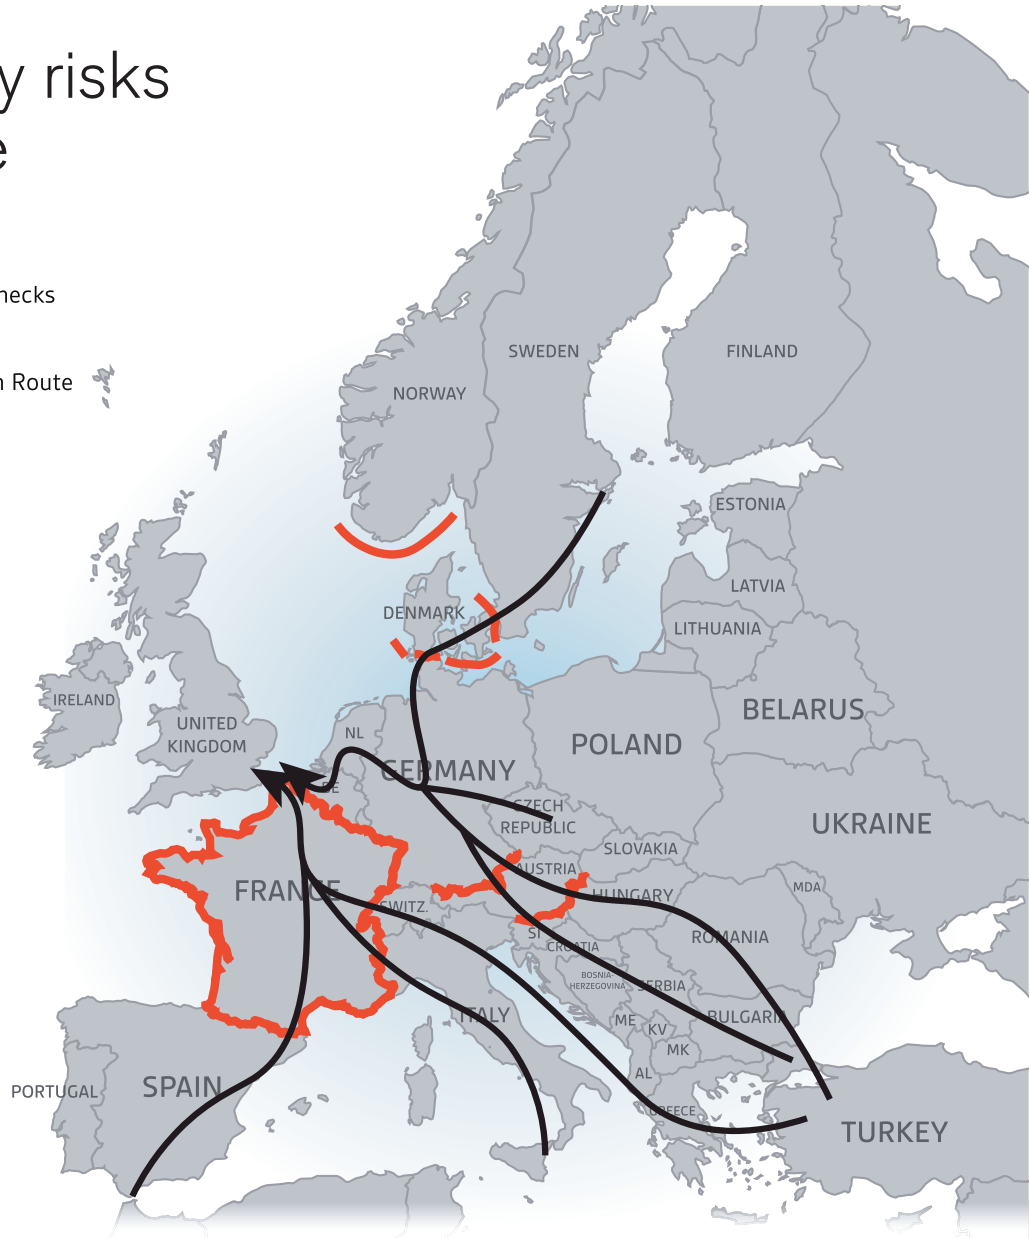 y risks
e
hecks
n Route
SWEDEN
FINLAND
NORWAY
ESTONIA
LATVIA
DENMARK
LITHUANIA
IRELAND
BELARUS
UNITED
KINGDOM
NL
POLAND
GERMANY
BE
CZECH
REPUBLIC
UKRAINE
SLOVAKIA
AUSTRIA
FRANCE
HUNGARY
MDA
SWITZ.
SI
CROATIA
ROMANIA
BOSNIA-
HERZEGOVINA
SERBIA
ITALY
ME
KV
BULGARIA
MK
AL
PORTUGAL
SPAIN
GREECE
TURKEY